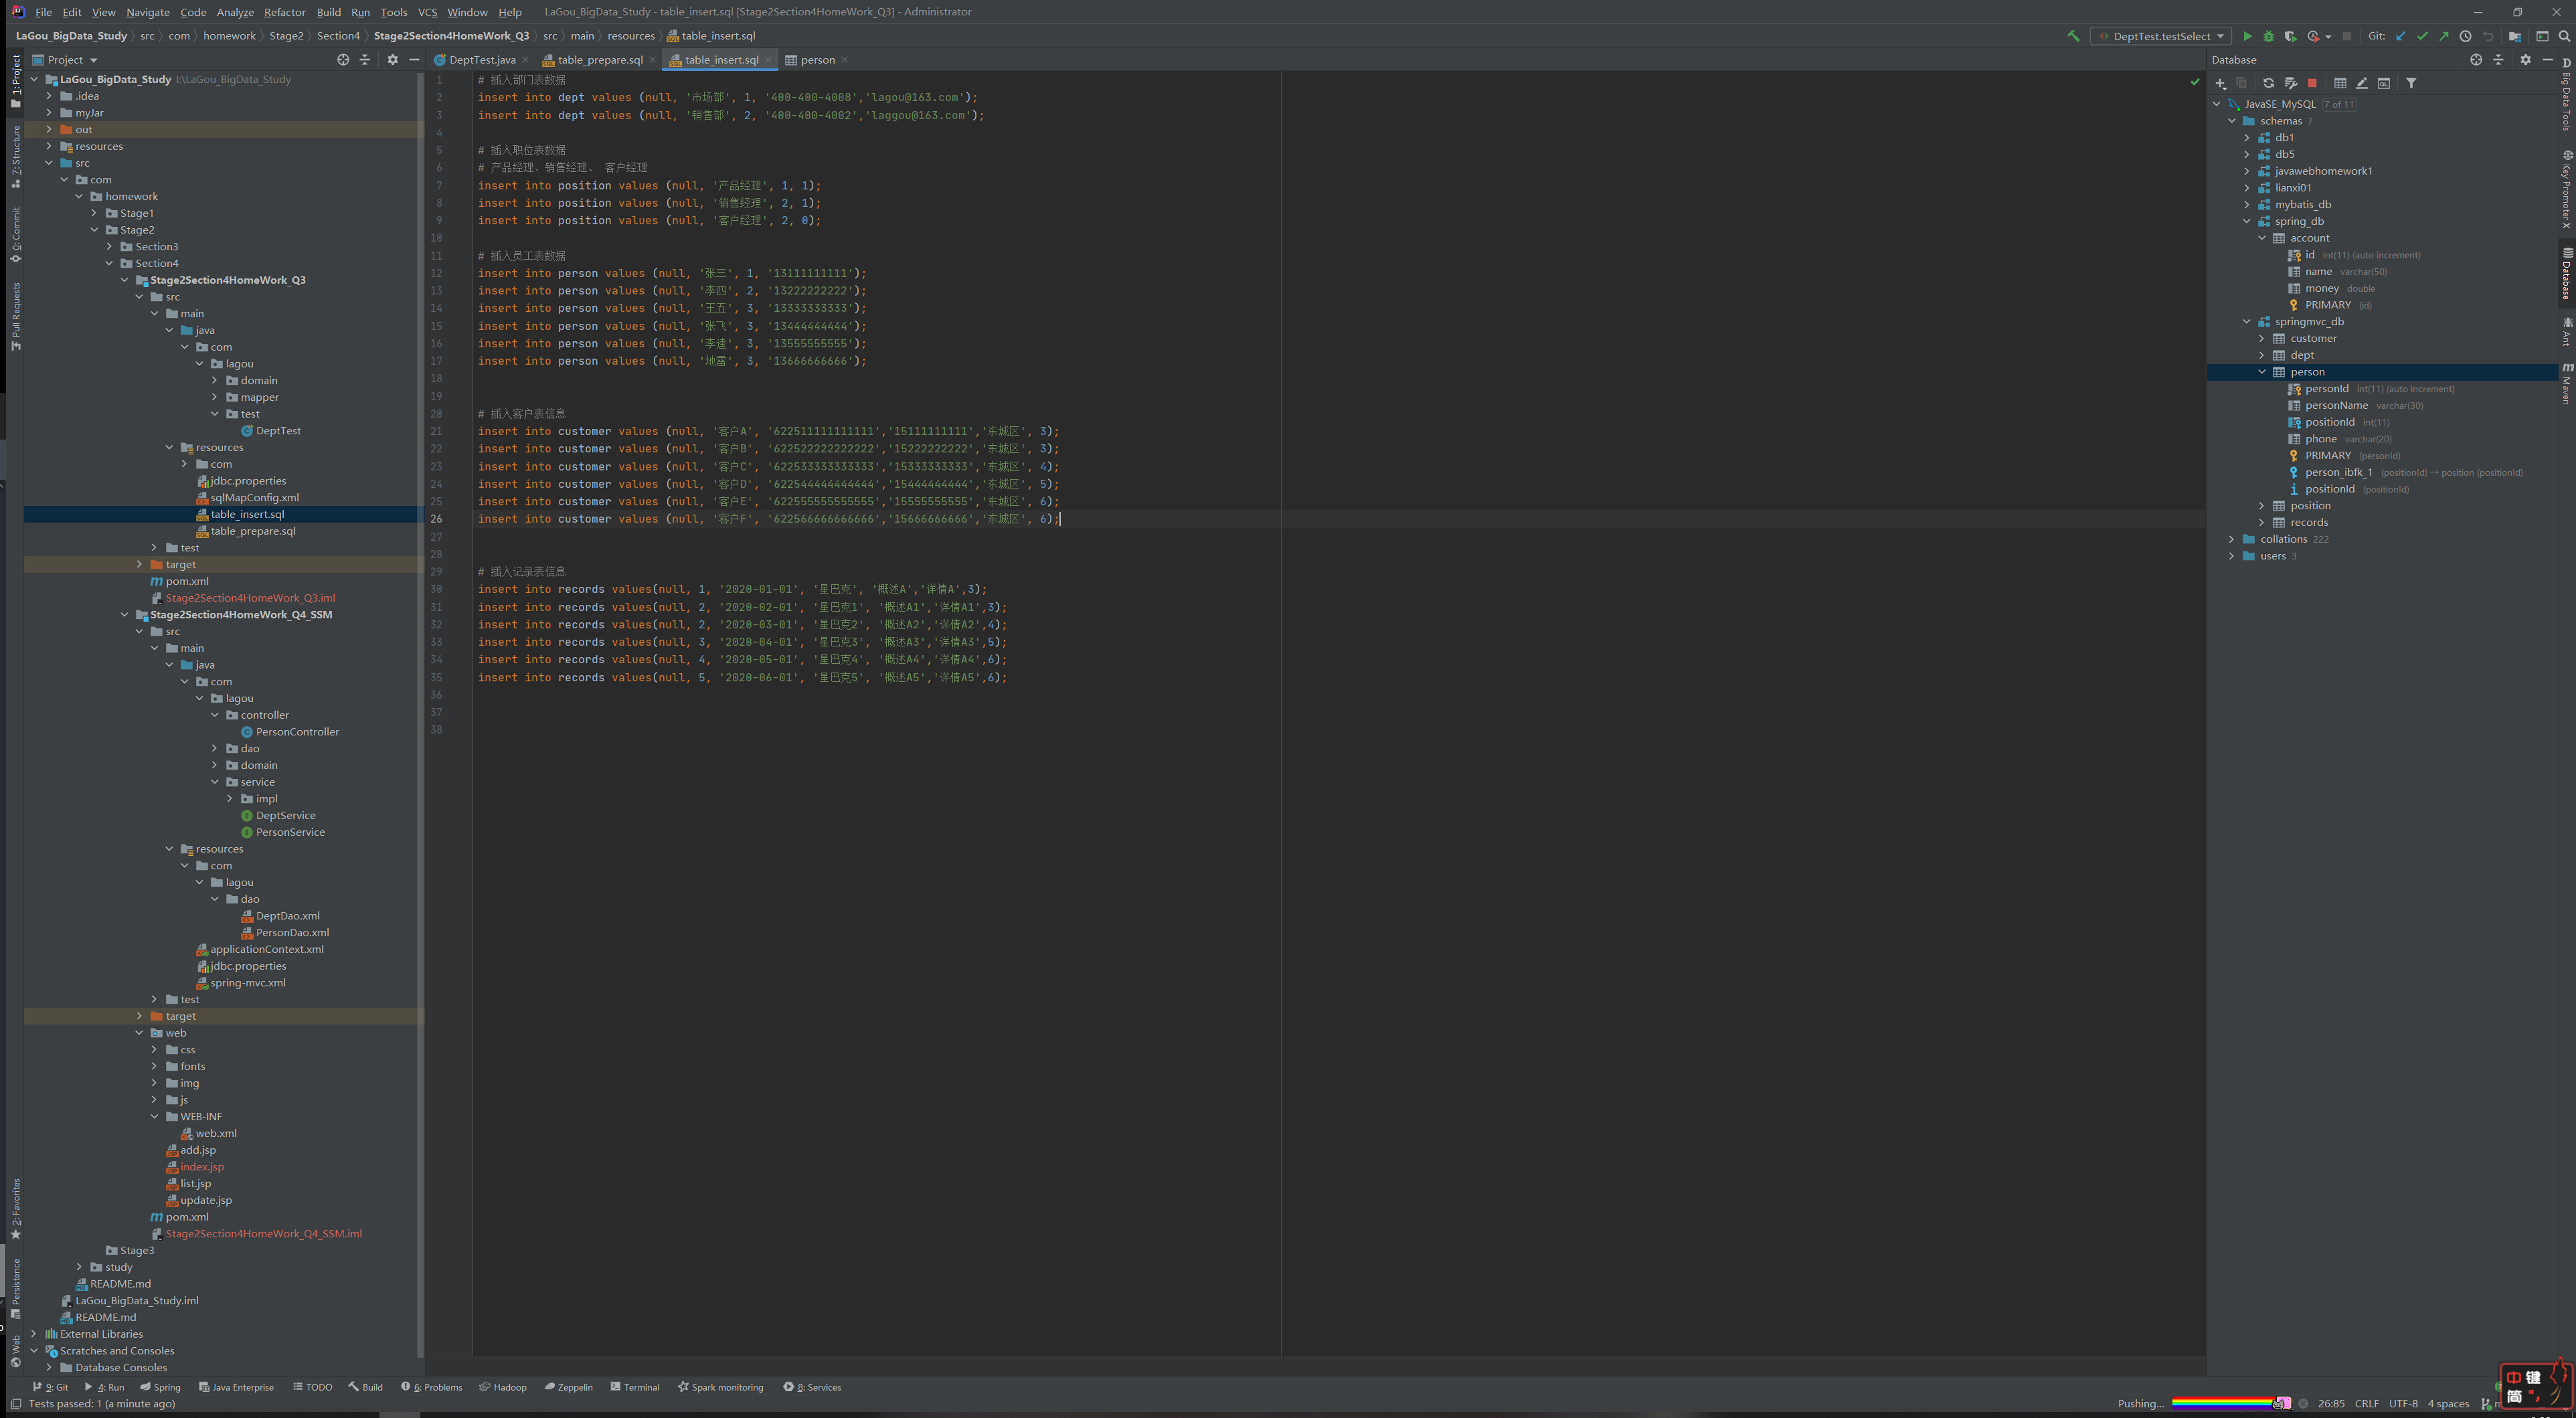 File Edit View Navigate Code Analyze Refactor Build Run Tools VCS Window Help LaGou_BigData_Study - table_insert.sql [Stage2Section4HomeWork_Q3] - Administrator
LaGou_BigData_Study src com homework Stage2 Section4 Stage2Section4HomeWork_Q3 src main resources table_insert.sql
DeptTest.testSelect
Git:
Project
1: Project
Z: Structure
0: Commit
Pull Requests
2: Favorites
Persistence
Web
LaGou_BigData_Study I:\LaGou_BigData_Study
.idea
myJar
out
resources
src
com
homework
Stage1
Stage2
Section3
Section4
Stage2Section4HomeWork_Q3
src
main
java
com
lagou
domain
mapper
test
DeptTest
resources
com
jdbc.properties
sqlMapConfig.xml
table_insert.sql
table_prepare.sql
test
target
pom.xml
Stage2Section4HomeWork_Q3.iml
Stage2Section4HomeWork_Q4_SSM
src
main
java
com
lagou
controller
PersonController
dao
domain
service
impl
DeptService
PersonService
resources
com
lagou
dao
DeptDao.xml
PersonDao.xml
applicationContext.xml
jdbc.properties
spring-mvc.xml
test
target
web
css
fonts
img
js
WEB-INF
web.xml
add.jsp
index.jsp
list.jsp
update.jsp
pom.xml
Stage2Section4HomeWork_Q4_SSM.iml
Stage3
study
README.md
LaGou_BigData_Study.iml
README.md
External Libraries
Scratches and Consoles
Database Consoles
DeptTest.java table_prepare.sql table_insert.sql person
1 # 插入部门表数据
2 insert into dept values (null, '市场部', 1, '400-400-4008','lagou@163.com');
3 insert into dept values (null, '销售部', 2, '400-400-4002','laggou@163.com');
4
5 # 插入职位表数据
6 # 产品经理、销售经理、 客户经理
7 insert into position values (null, '产品经理', 1, 1);
8 insert into position values (null, '销售经理', 2, 1);
9 insert into position values (null, '客户经理', 2, 0);
10
11 # 插入员工表数据
12 insert into person values (null, '张三', 1, '13111111111');
13 insert into person values (null, '李四', 2, '13222222222');
14 insert into person values (null, '王五', 3, '13333333333');
15 insert into person values (null, '张飞', 3, '13444444444');
16 insert into person values (null, '李逵', 3, '13555555555');
17 insert into person values (null, '地雷', 3, '13666666666');
18
19
20 # 插入客户表信息
21 insert into customer values (null, '客户A', '622511111111111','15111111111','东城区', 3);
22 insert into customer values (null, '客户B', '622522222222222','15222222222','东城区', 3);
23 insert into customer values (null, '客户C', '622533333333333','15333333333','东城区', 4);
24 insert into customer values (null, '客户D', '622544444444444','15444444444','东城区', 5);
25 insert into customer values (null, '客户E', '622555555555555','15555555555','东城区', 6);
26 insert into customer values (null, '客户F', '622566666666666','15666666666','东城区', 6);
27
28
29 # 插入记录表信息
30 insert into records values(null, 1, '2020-01-01', '星巴克', '概述A','详情A',3);
31 insert into records values(null, 2, '2020-02-01', '星巴克1', '概述A1','详情A1',3);
32 insert into records values(null, 2, '2020-03-01', '星巴克2', '概述A2','详情A2',4);
33 insert into records values(null, 3, '2020-04-01', '星巴克3', '概述A3','详情A3',5);
34 insert into records values(null, 4, '2020-05-01', '星巴克4', '概述A4','详情A4',6);
35 insert into records values(null, 5, '2020-06-01', '星巴克5', '概述A5','详情A5',6);
36
37
38
Database
JavaSE_MySQL 7 of 11
schemas 7
db1
db5
javawebhomework1
lianxi01
mybatis_db
spring_db
account
id int(11) (auto increment)
name varchar(50)
money double
PRIMARY (id)
springmvc_db
customer
dept
person
personId int(11) (auto increment)
personName varchar(30)
positionId int(11)
phone varchar(20)
PRIMARY (personId)
person_ibfk_1 (positionId) → position (positionId)
positionId (positionId)
position
records
collations 222
users 3
Big Data Tools
Key Promoter X
Database
Ant
Maven
9: Git 4: Run Spring Java Enterprise TODO Build 6: Problems Hadoop Zeppelin Terminal Spark monitoring 8: Services
Tests passed: 1 (a minute ago)
Pushing... 26:85 CRLF UTF-8 4 spaces
中 键
简